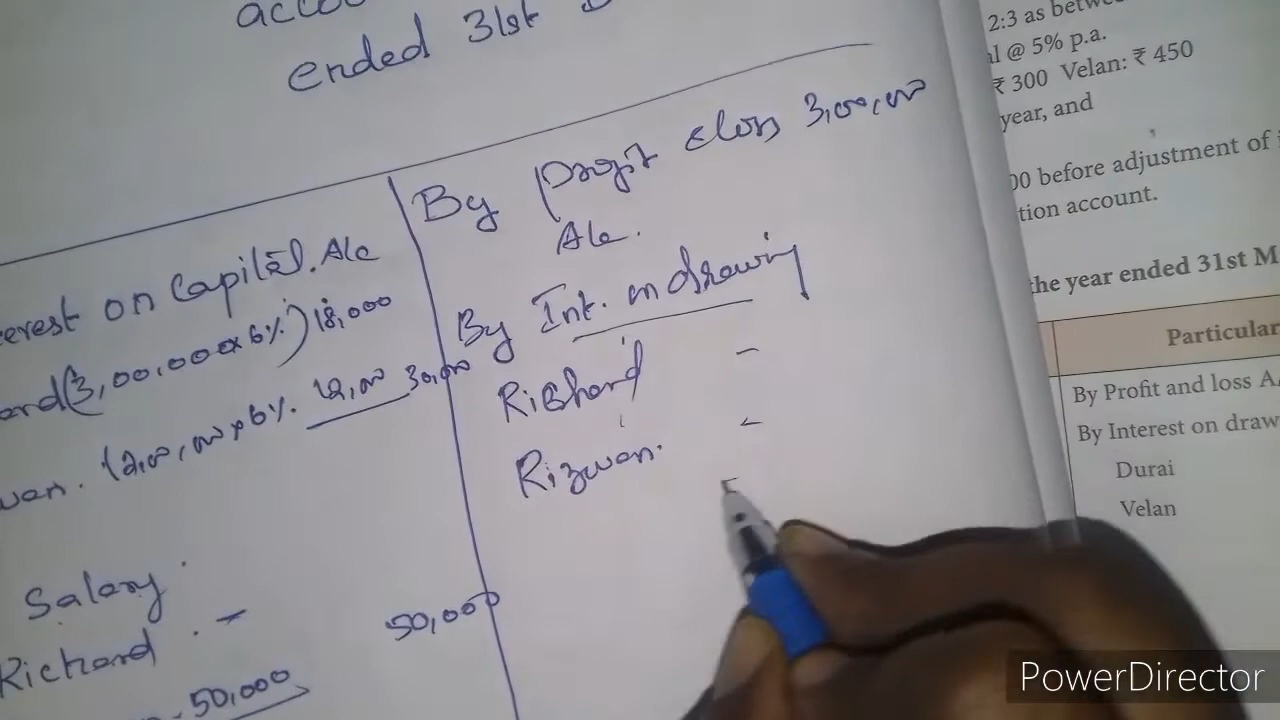 acco
ended 31st D
erest on Capital. A/c
ard (3,00,000 x 6%) 18,000
wan. (2,00,000 x 6%. 12,000 30,000
Salary
Richard . -
50,000
- 50,000
By profit & loss 3,00,000
A/c.
By Int. on drawing
Richard -
Rizwan. -
2:3 as betwe
al @ 5% p.a.
₹ 300 Velan: ₹ 450
year, and
00 before adjustment of i
tion account.
the year ended 31st M
Particular
By Profit and loss A
By Interest on draw
Durai
Velan
PowerDirector